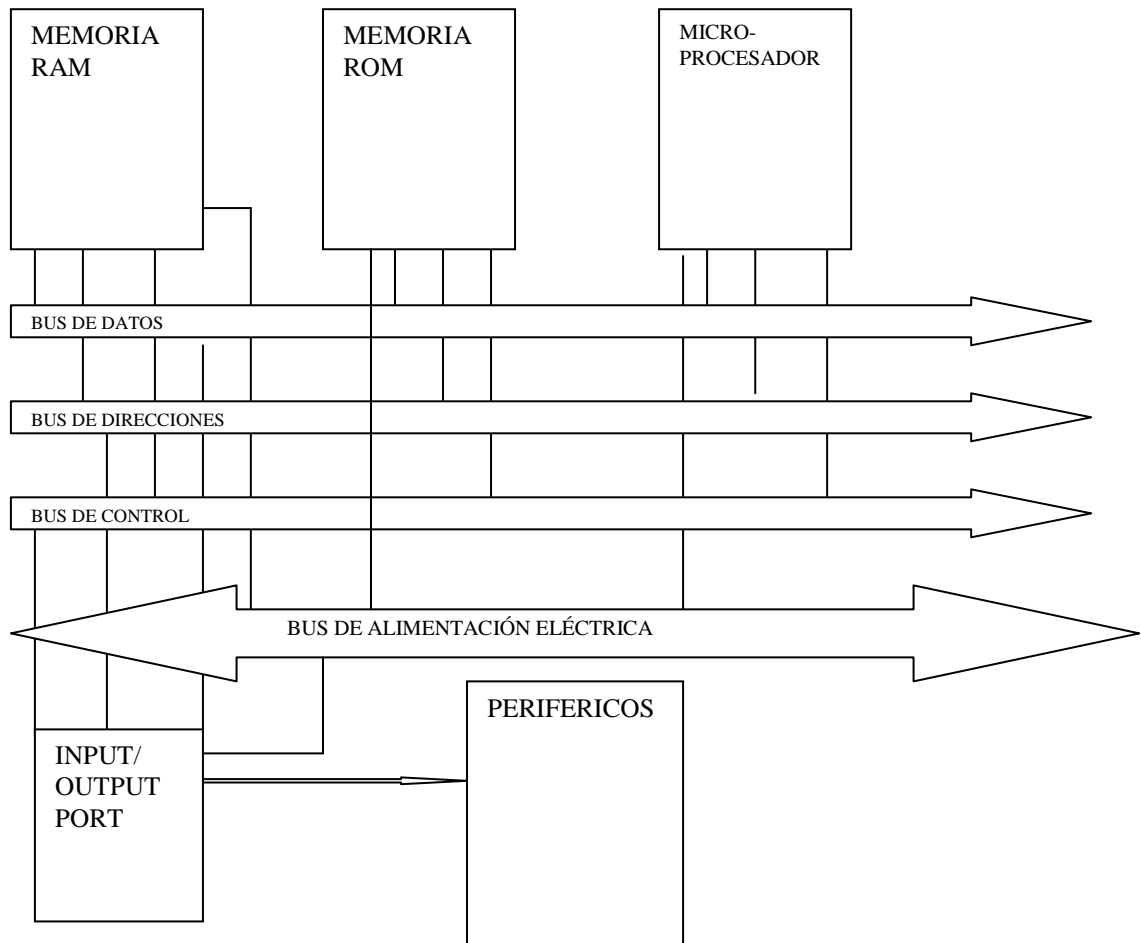 MEMORIA
RAM
MEMORIA
ROM
MICRO-
PROCESADOR
BUS DE DATOS
BUS DE DIRECCIONES
BUS DE CONTROL
BUS DE ALIMENTACIÓN ELÉCTRICA
PERIFERICOS
INPUT/
OUTPUT
PORT